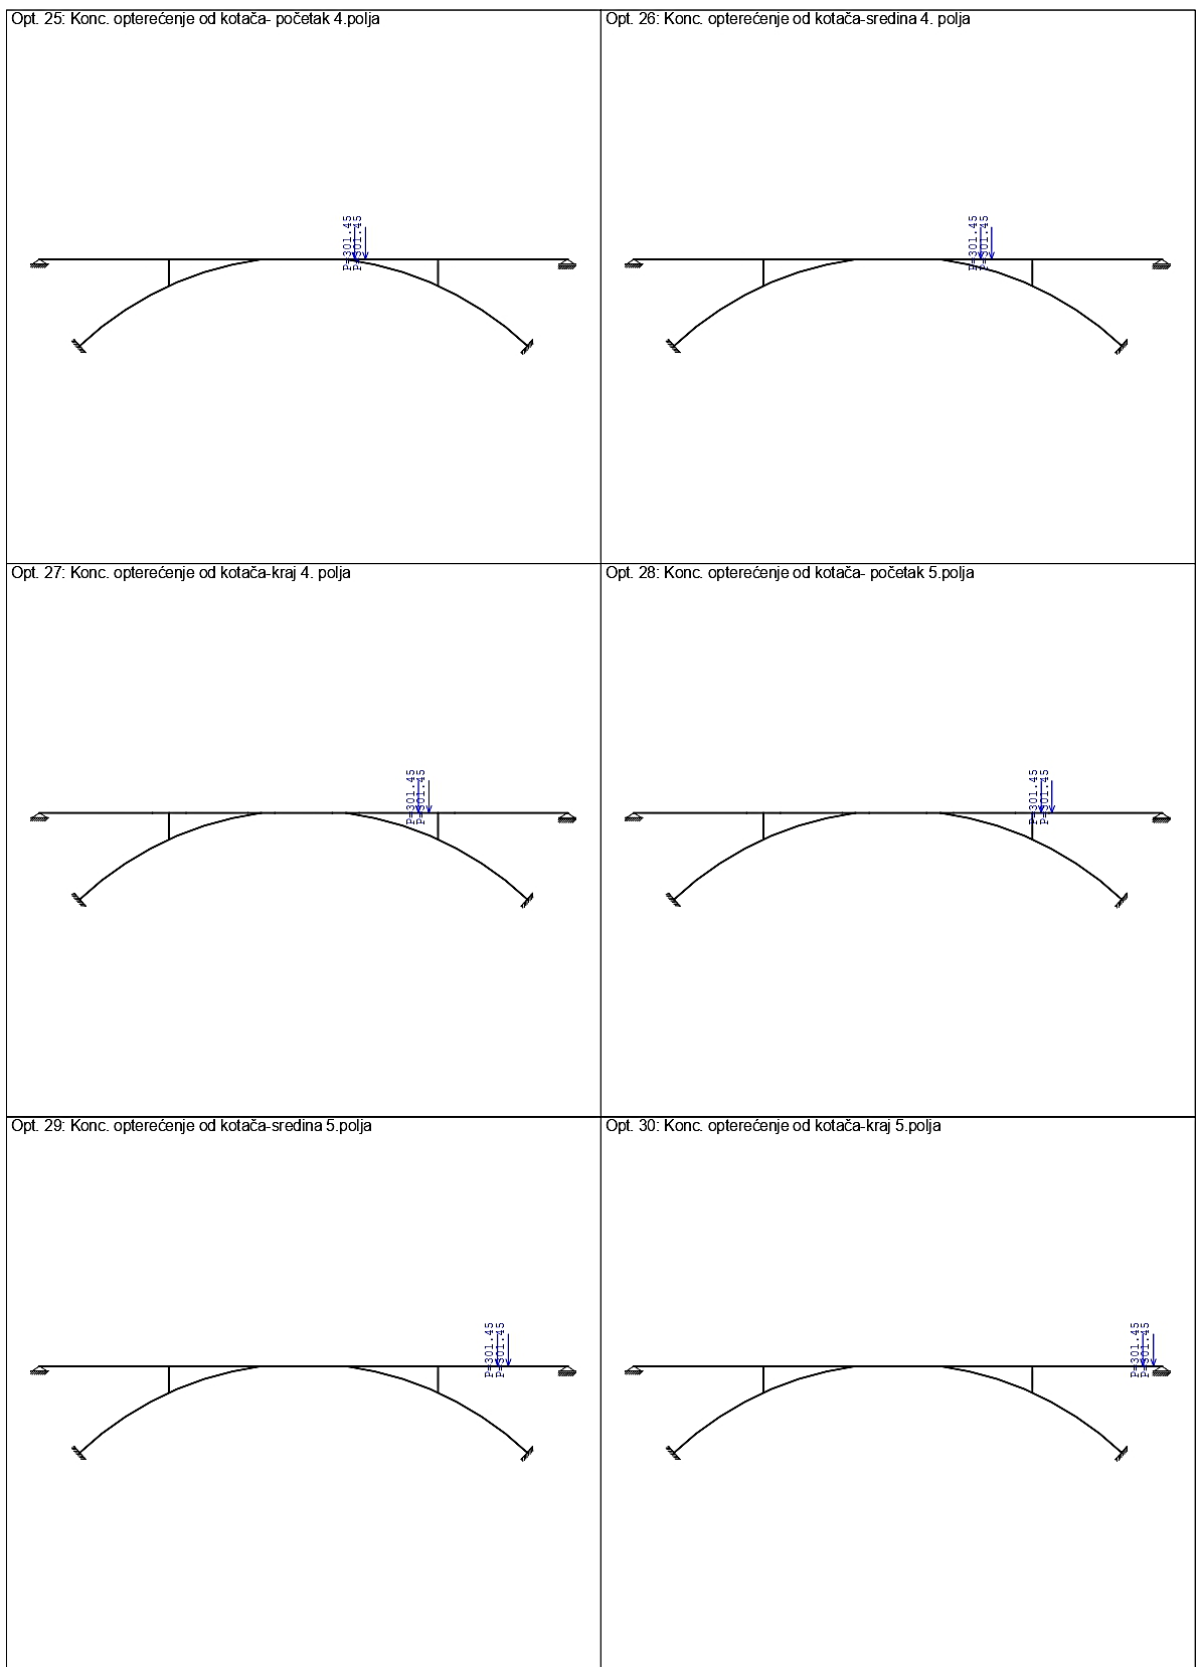 Opt. 25: Konc. opterećenje od kotača- početak 4.polja
P=301.45
P=301.45
Opt. 26: Konc. opterećenje od kotača-sredina 4. polja
P=301.45
P=301.45
Opt. 27: Konc. opterećenje od kotača-kraj 4. polja
P=301.45
P=301.45
Opt. 28: Konc. opterećenje od kotača- početak 5.polja
P=301.45
P=301.45
Opt. 29: Konc. opterećenje od kotača-sredina 5.polja
P=301.45
P=301.45
Opt. 30: Konc. opterećenje od kotača-kraj 5.polja
P=301.45
P=301.45